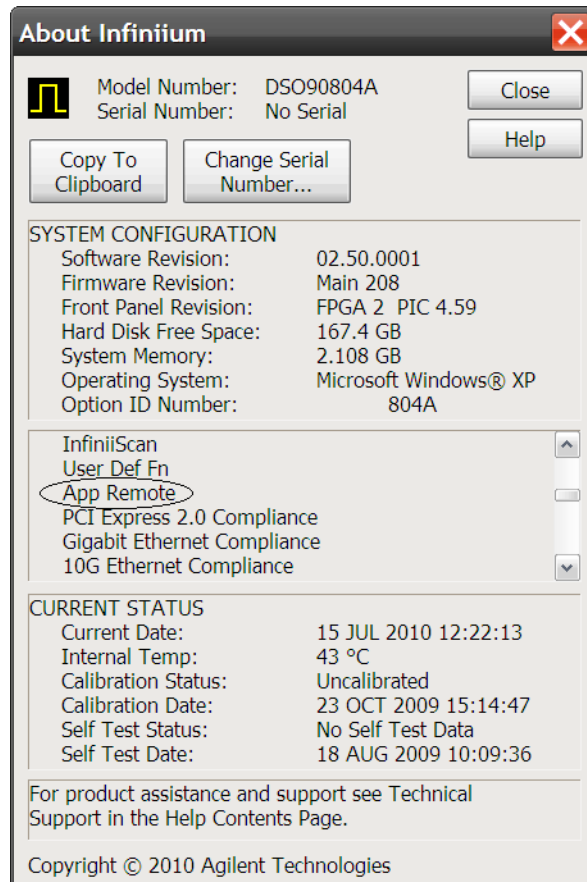 About Infiniium
Model Number: DSO90804A
Serial Number: No Serial
Close
Help
Copy To
Clipboard
Change Serial
Number...
SYSTEM CONFIGURATION
Software Revision: 02.50.0001
Firmware Revision: Main 208
Front Panel Revision: FPGA 2 PIC 4.59
Hard Disk Free Space: 167.4 GB
System Memory: 2.108 GB
Operating System: Microsoft Windows® XP
Option ID Number: 804A
InfiniiScan
User Def Fn
App Remote
PCI Express 2.0 Compliance
Gigabit Ethernet Compliance
10G Ethernet Compliance
CURRENT STATUS
Current Date: 15 JUL 2010 12:22:13
Internal Temp: 43 °C
Calibration Status: Uncalibrated
Calibration Date: 23 OCT 2009 15:14:47
Self Test Status: No Self Test Data
Self Test Date: 18 AUG 2009 10:09:36
For product assistance and support see Technical
Support in the Help Contents Page.
Copyright © 2010 Agilent Technologies